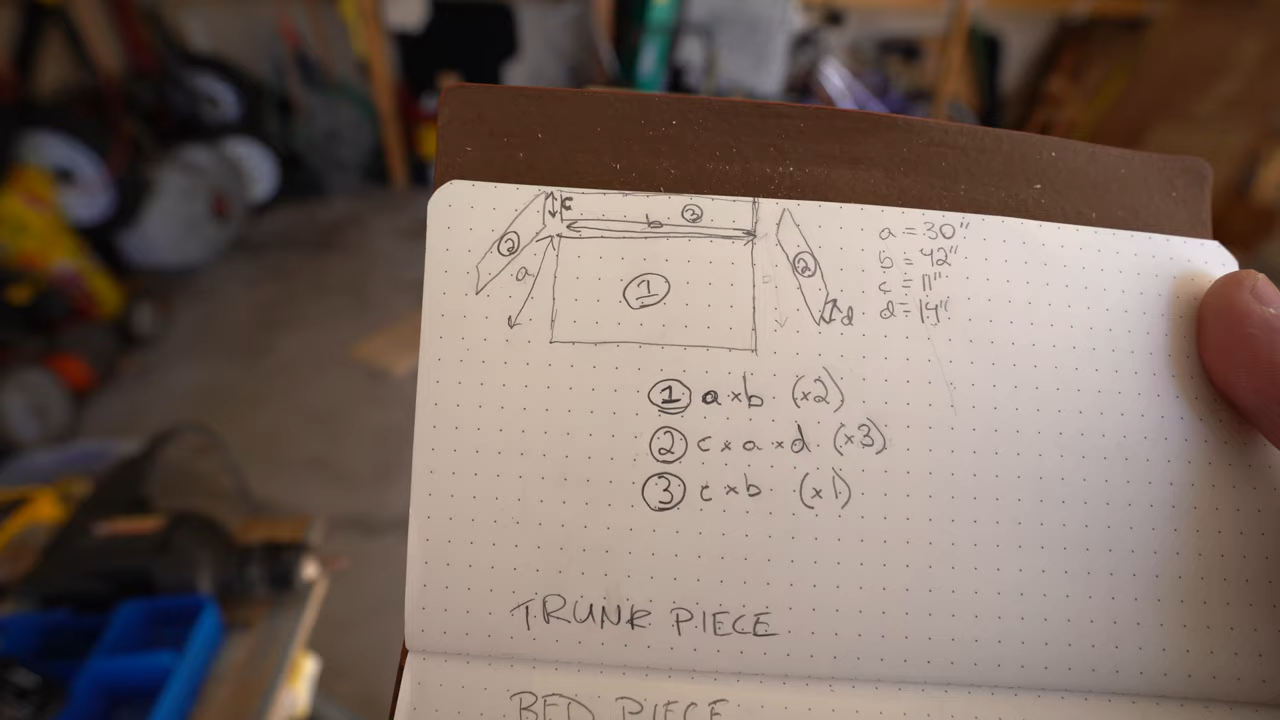 c
③
b
②
a
①
②
d
a = 30"
b = 42"
c = 11"
d = 14"
① a x b (x2)
② c x a x d (x3)
③ c x b (x1)
TRUNK PIECE
BED PIECE